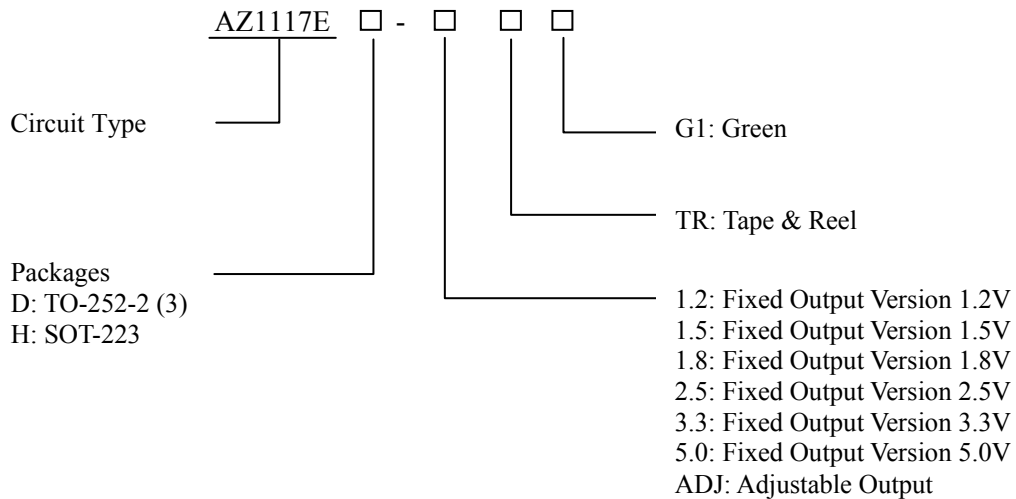 AZ1117E □ - □ □ □
Circuit Type
G1: Green
TR: Tape & Reel
Packages
D: TO-252-2 (3)
H: SOT-223
1.2: Fixed Output Version 1.2V
1.5: Fixed Output Version 1.5V
1.8: Fixed Output Version 1.8V
2.5: Fixed Output Version 2.5V
3.3: Fixed Output Version 3.3V
5.0: Fixed Output Version 5.0V
ADJ: Adjustable Output